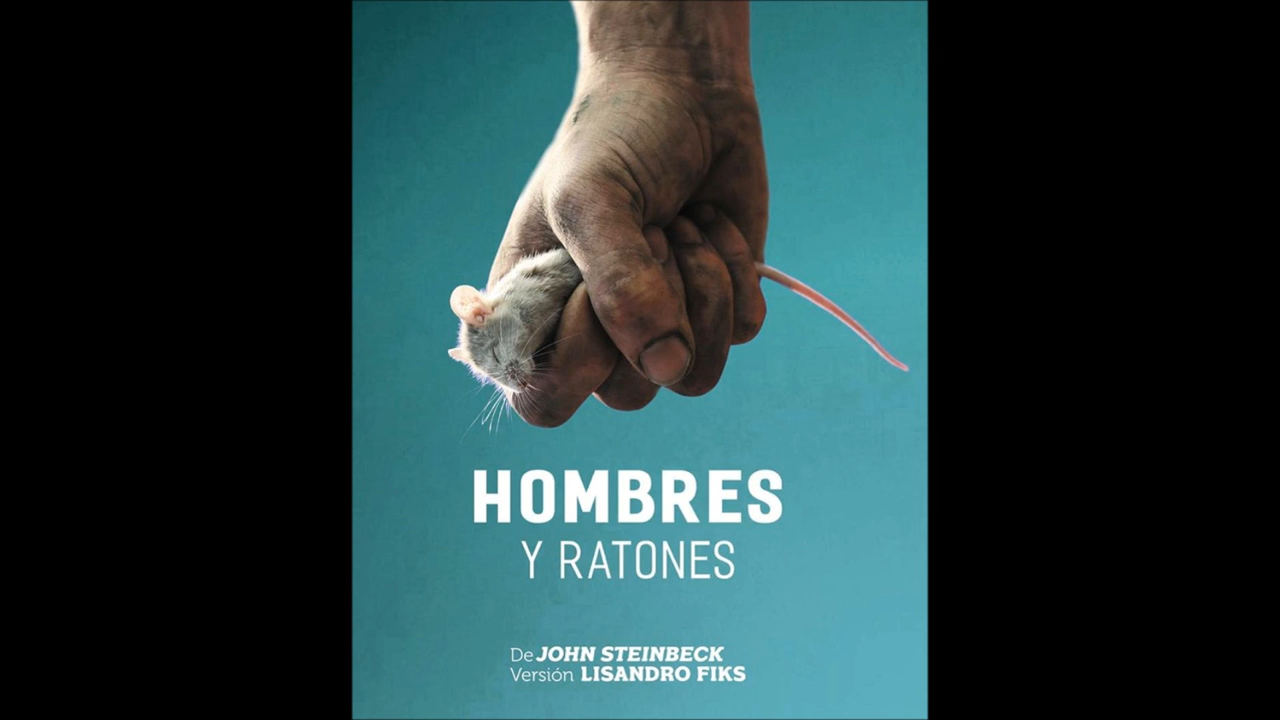 HOMBRES
Y RATONES
De JOHN STEINBECK
Versión LISANDRO FIKS